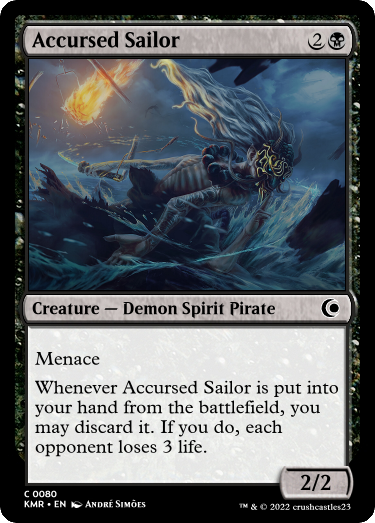 Accursed Sailor 2
Creature — Demon Spirit Pirate
Menace
Whenever Accursed Sailor is put into
your hand from the battlefield, you
may discard it. If you do, each
opponent loses 3 life.
2/2
C 0080
KMR • EN André Simões
™ & © 2022 crushcastles23